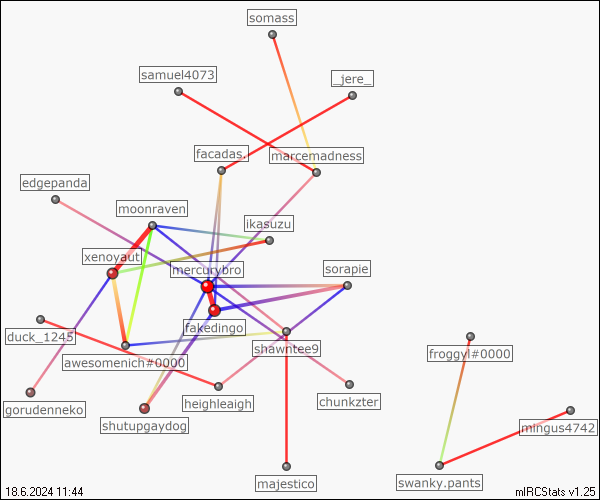 somass
samuel4073
_jere_
facadas.
marcemadness
edgepanda
moonraven
ikasuzu
xenoyaut
mercurybro
sorapie
fakedingo
duck_1245
awesomenich#0000
shawntee9
froggyl#0000
gorudenneko
heighleaigh
chunkzter
shutupgaydog
mingus4742
majestico
swanky.pants
18.6.2024 11:44
mIRCStats v1.25